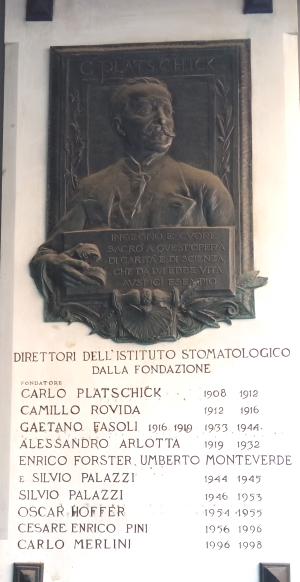 C. PLATSCHICK
INGEGNO E CUORE
SACRÒ A QUEST'OPERA
DI CARITÀ E DI SCIENZA
CHE DA LUI EBBE VITA
AUSPICI ESEMPIO
DIRETTORI DELL'ISTITUTO STOMATOLOGICO
DALLA FONDAZIONE
FONDATORE
CARLO PLATSCHICK 1908 1912
CAMILLO ROVIDA 1912 1916
GAETANO FASOLI 1916 1919 1933 1944
ALESSANDRO ARLOTTA 1919 1932
ENRICO FORSTER UMBERTO MONTEVERDE
E SILVIO PALAZZI 1944 1945
SILVIO PALAZZI 1946 1953
OSCAR HOFFER 1954 1955
CESARE ENRICO PINI 1956 1996
CARLO MERLINI 1996 1998